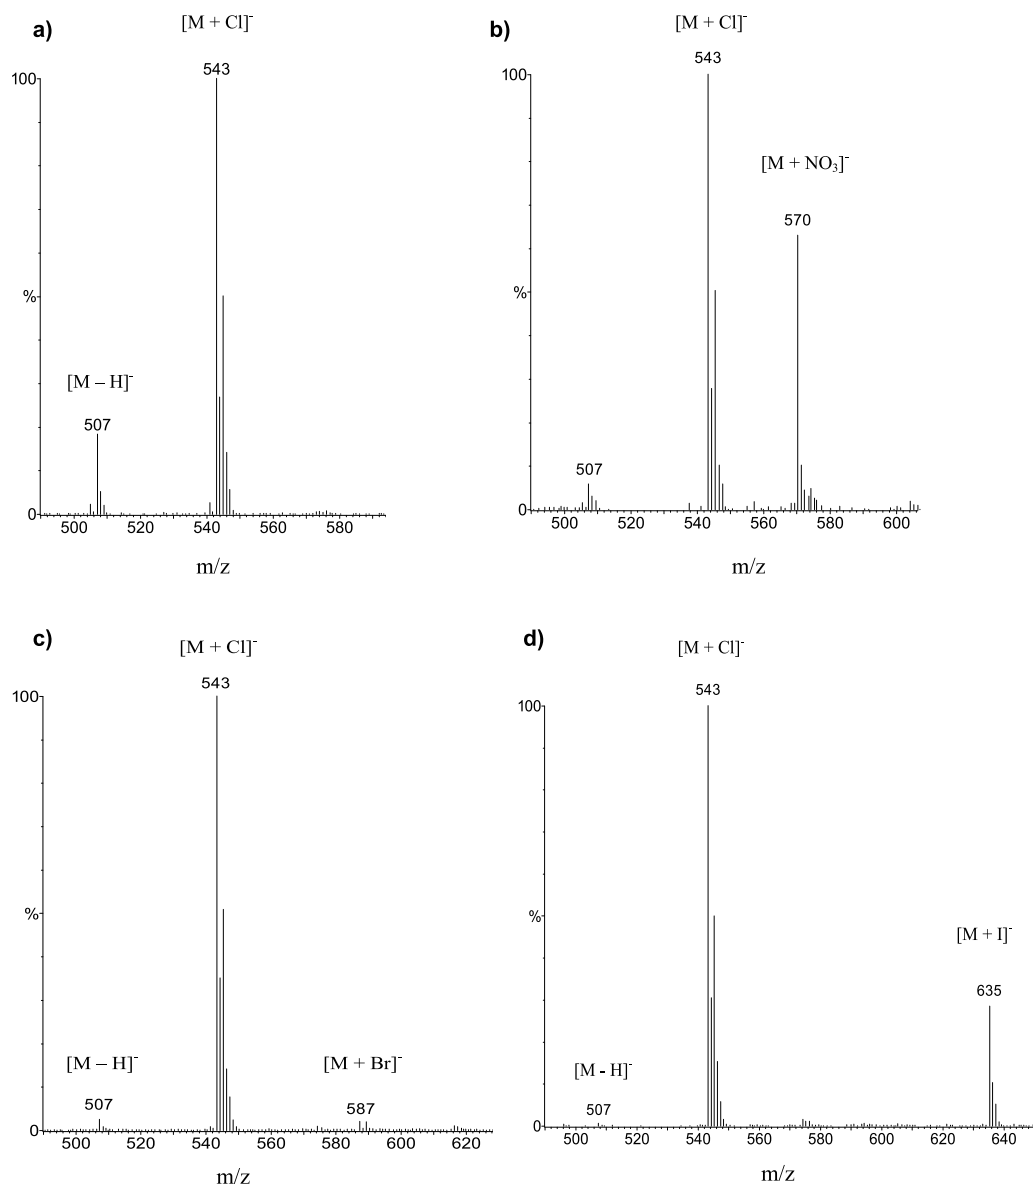 a)
[M + Cl]-
543
100
%
[M – H]-
507
0
500 520 540 560 580
m/z
b)
[M + Cl]-
543
100
[M + NO3]-
570
%
507
0
500 520 540 560 580 600
m/z
c)
[M + Cl]-
543
100
%
[M – H]-
507
[M + Br]-
587
0
500 520 540 560 580 600 620
m/z
d)
[M + Cl]-
543
100
%
[M + I]-
635
[M - H]-
507
0
500 520 540 560 580 600 620 640
m/z